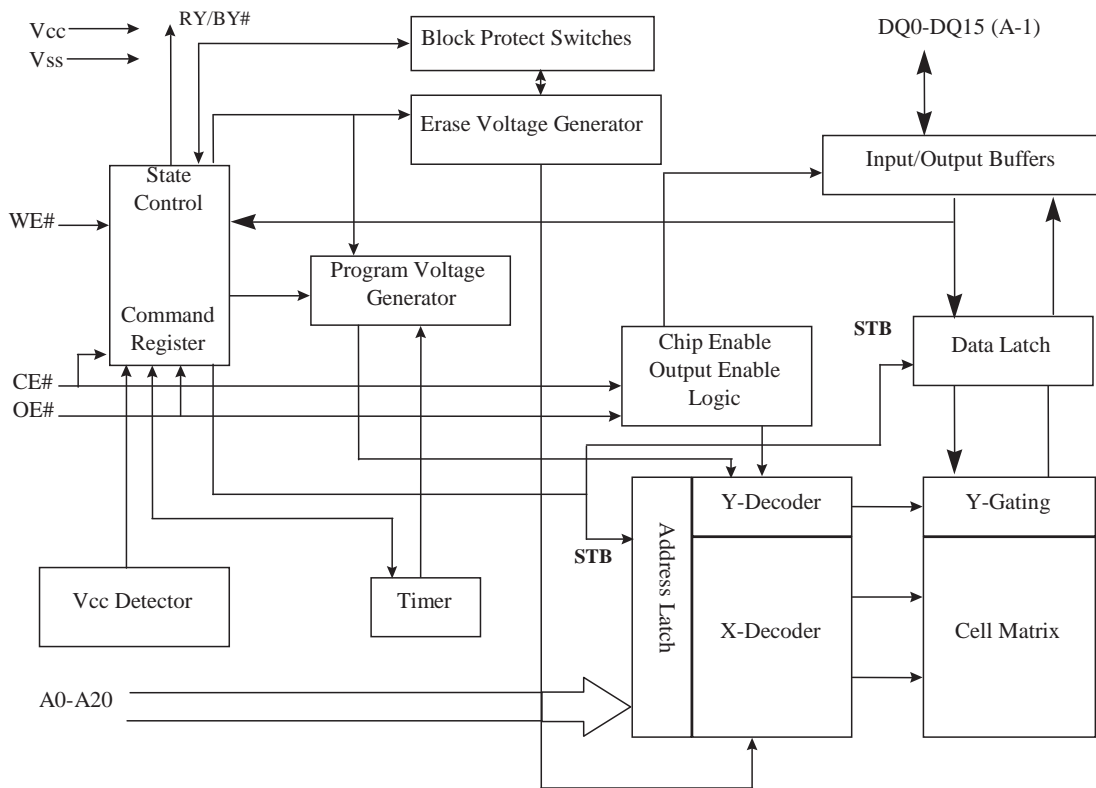 Vcc
Vss
RY/BY#
Block Protect Switches
DQ0-DQ15 (A-1)
Erase Voltage Generator
Input/Output Buffers
State
Control
WE#
Program Voltage
Generator
Command
Register
STB
Chip Enable
Output Enable
Logic
Data Latch
CE#
OE#
Y-Decoder
Y-Gating
Address Latch
STB
Vcc Detector
Timer
X-Decoder
Cell Matrix
A0-A20